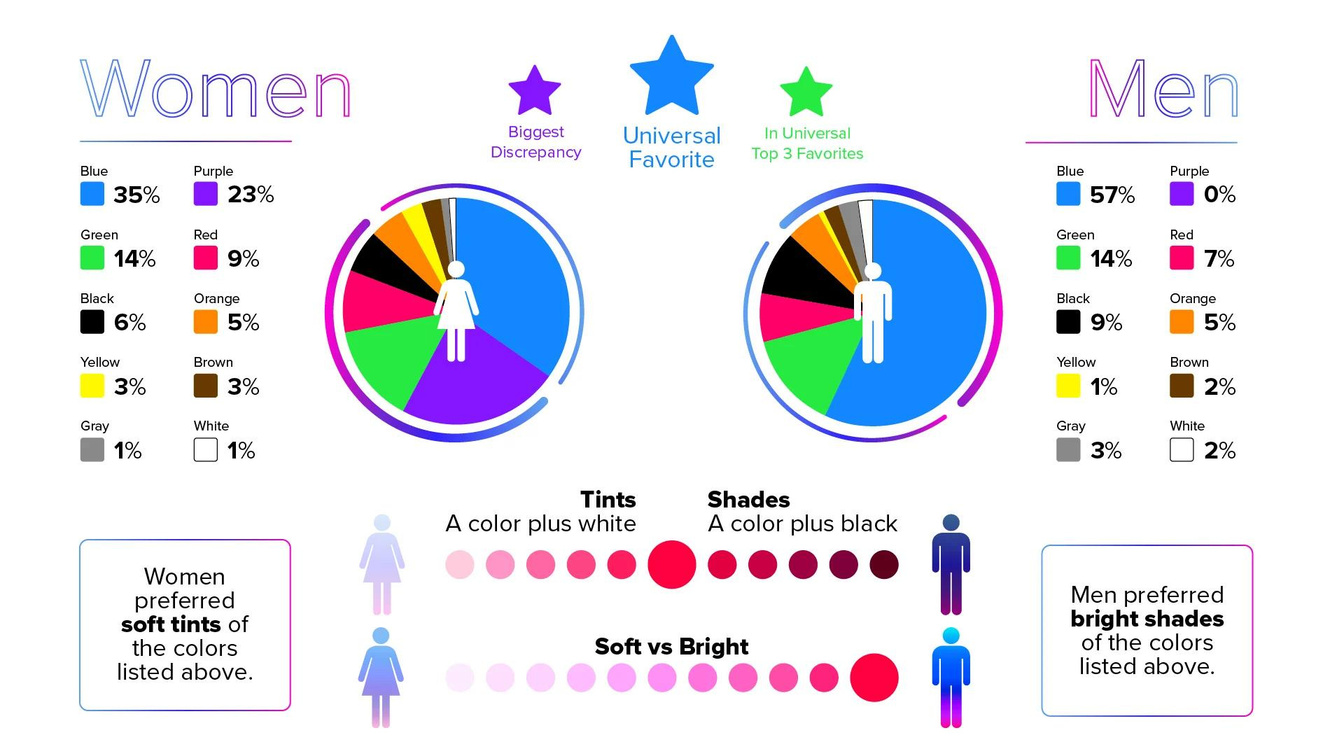 Women
Biggest
Discrepancy
Universal
Favorite
In Universal
Top 3 Favorites
Men
Blue
35%
Purple
23%
Green
14%
Red
9%
Black
6%
Orange
5%
Yellow
3%
Brown
3%
Gray
1%
White
1%
Blue
57%
Purple
0%
Green
14%
Red
7%
Black
9%
Orange
5%
Yellow
1%
Brown
2%
Gray
3%
White
2%
Tints
A color plus white
Shades
A color plus black
Soft vs Bright
Women
preferred
soft tints of
the colors
listed above.
Men preferred
bright shades
of the colors
listed above.